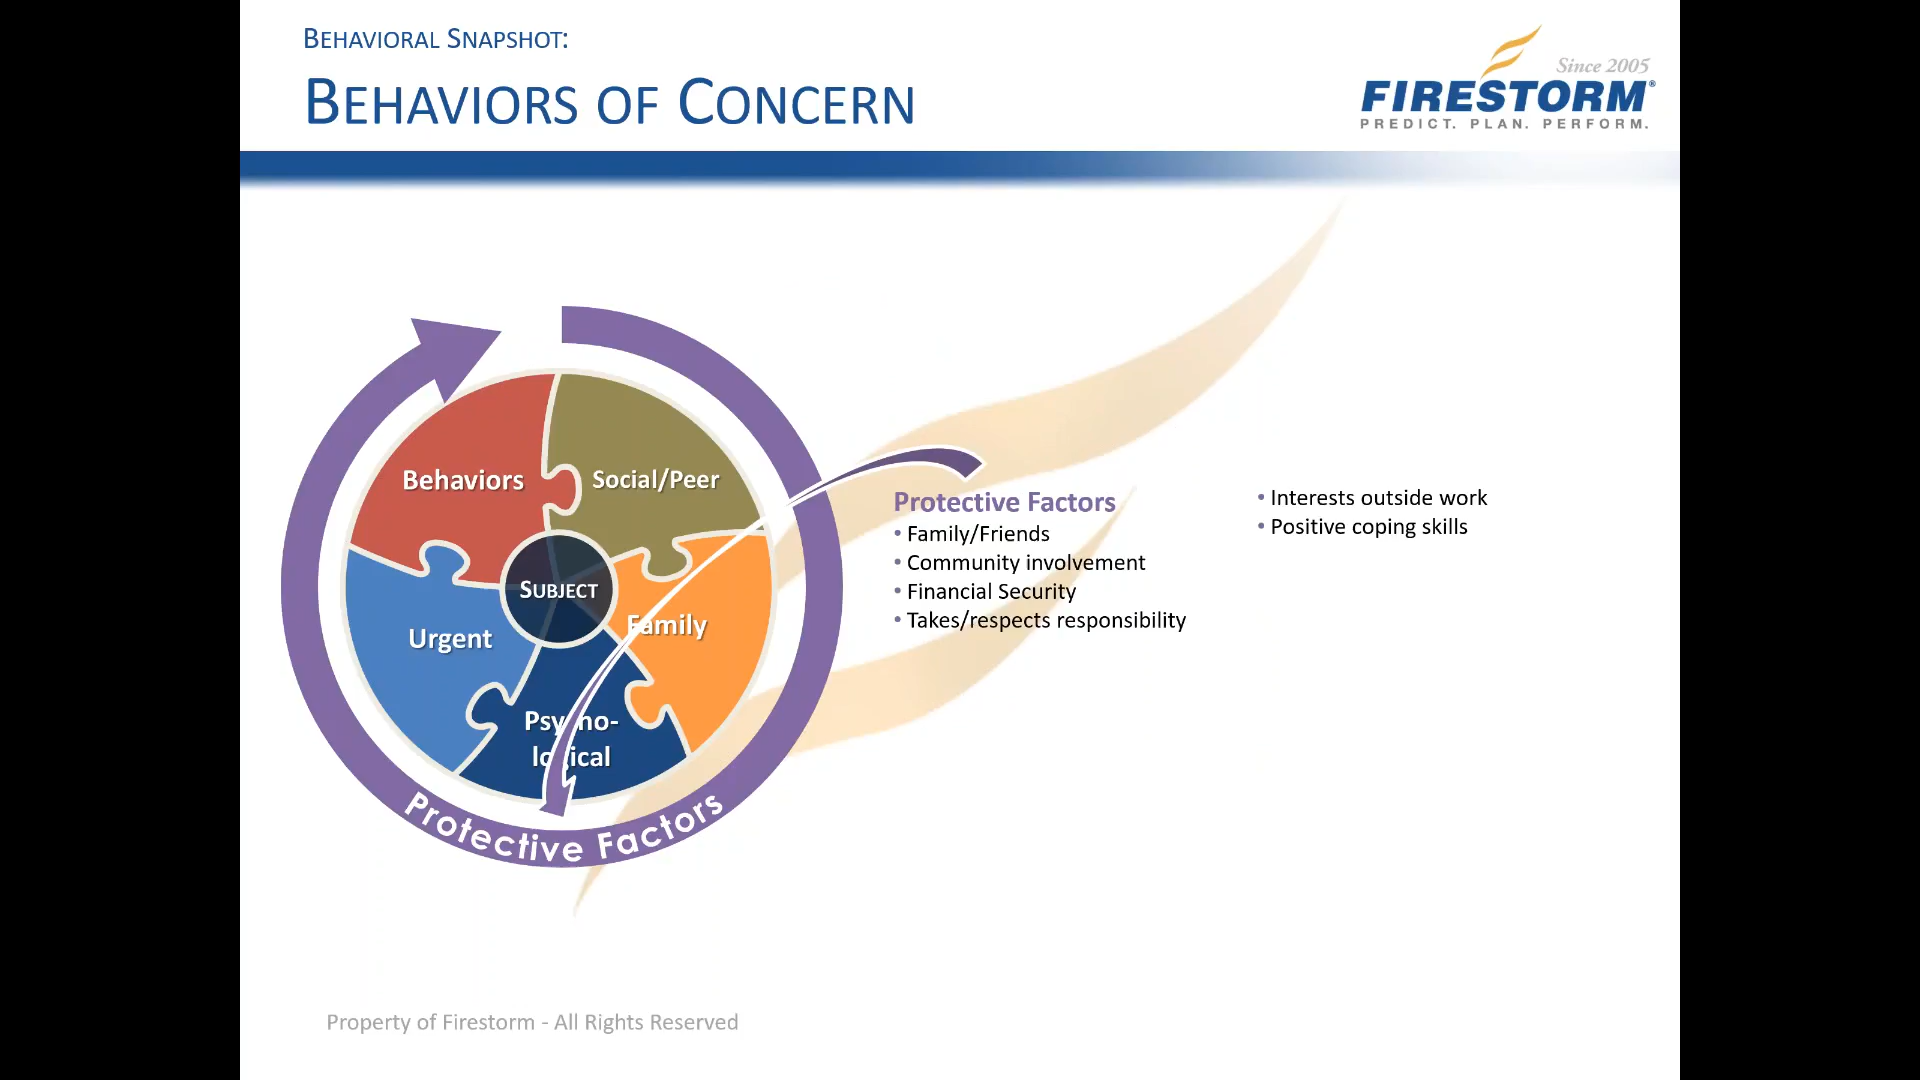 BEHAVIORAL SNAPSHOT:
BEHAVIORS OF CONCERN
Since 2005
FIRESTORM®
PREDICT. PLAN. PERFORM.
Behaviors
Social/Peer
SUBJECT
Urgent
Family
Psycho-
logical
Protective Factors
Protective Factors
• Family/Friends
• Community involvement
• Financial Security
• Takes/respects responsibility
• Interests outside work
• Positive coping skills
Property of Firestorm - All Rights Reserved